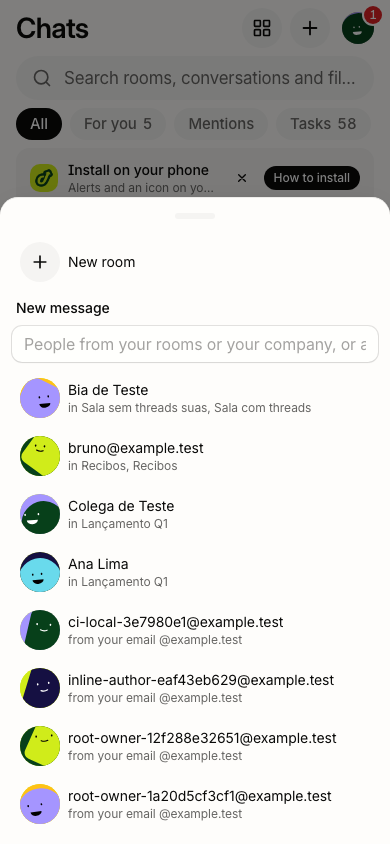 Chats
1
Search rooms, conversations and fil...
All
For you 5
Mentions
Tasks 58
Install on your phone
Alerts and an icon on yo...
How to install
New room
New message
People from your rooms or your company, or a
Bia de Teste
in Sala sem threads suas, Sala com threads
bruno@example.test
in Recibos, Recibos
Colega de Teste
in Lançamento Q1
Ana Lima
in Lançamento Q1
ci-local-3e7980e1@example.test
from your email @example.test
inline-author-eaf43eb629@example.test
from your email @example.test
root-owner-12f288e32651@example.test
from your email @example.test
root-owner-1a20d5cf3cf1@example.test
from your email @example.test